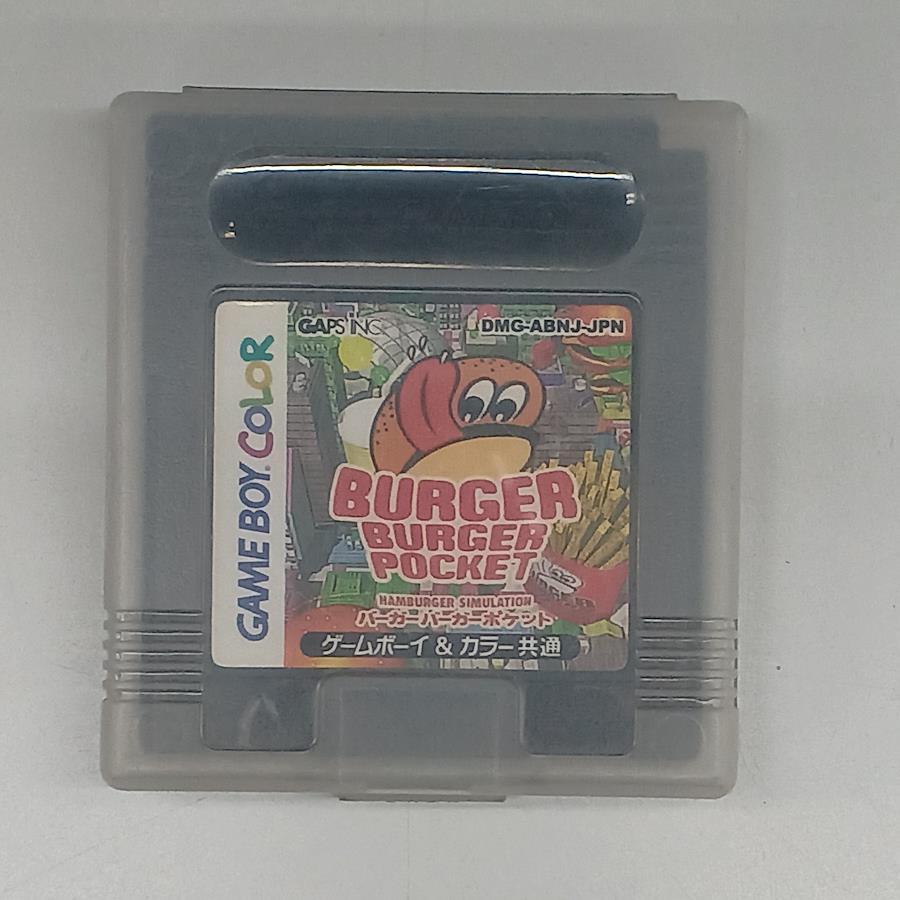 GAPS INC
DMG-ABNJ-JPN
GAME BOY COLOR
BURGER
BURGER
POCKET
HAMBURGER SIMULATION
バーガーバーガーポケット
ゲームボーイ & カラー共通